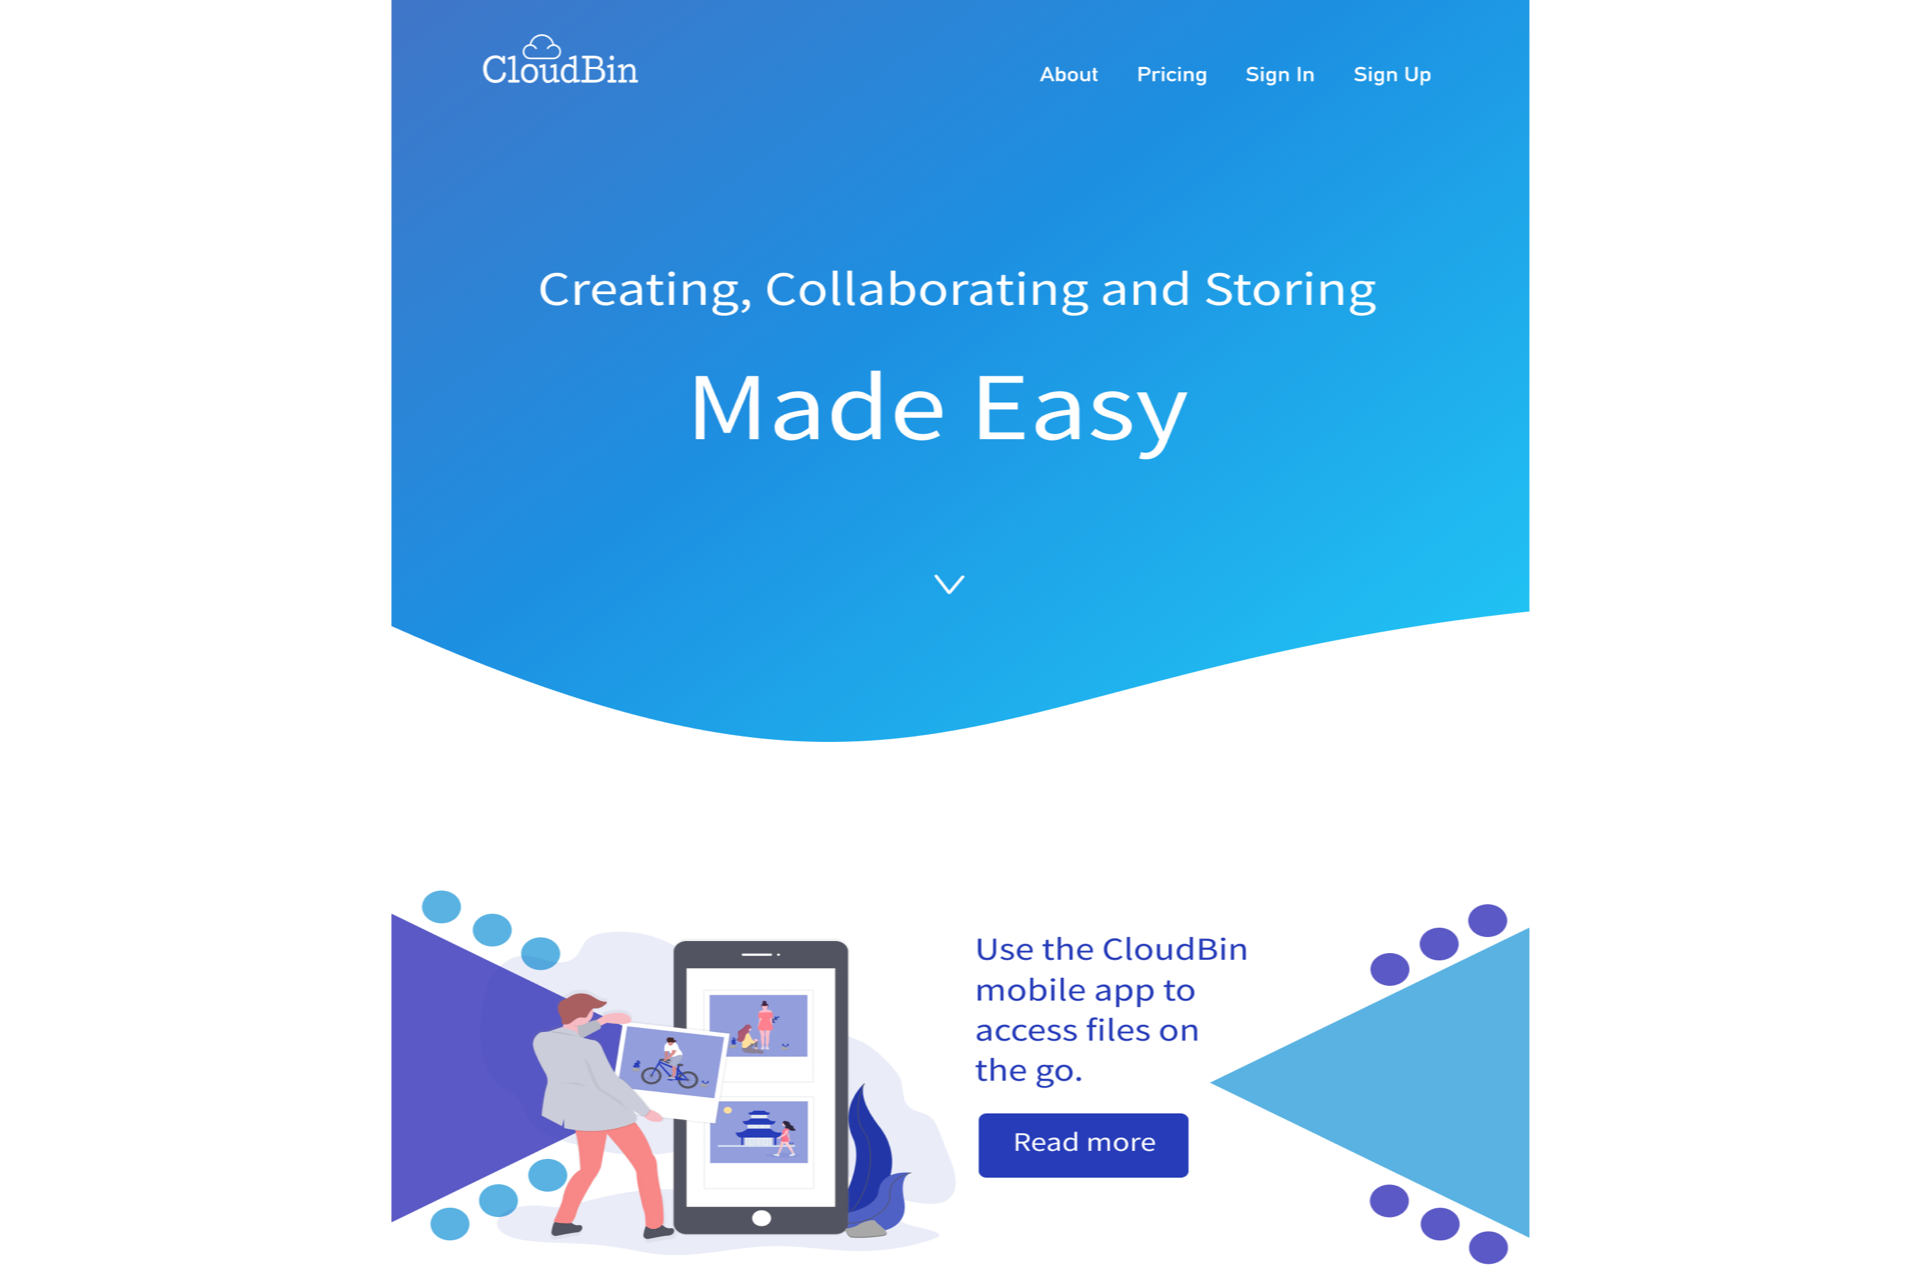 CloudBin
About Pricing Sign In Sign Up
Creating, Collaborating and Storing
Made Easy
Use the CloudBin
mobile app to
access files on
the go.
Read more